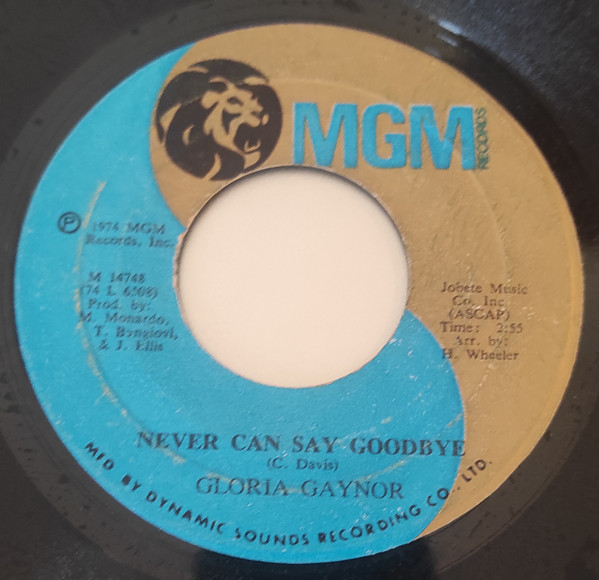 MGM
RECORDS
Ⓟ 1974 MGM
Records, Inc.
M 14748
(74 L 6508)
Prod. by:
M. Monardo,
T. Bongiovi,
& J. Ellis
Jobete Music
Co. Inc.
(ASCAP)
Time: 2:55
Arr. by:
H. Wheeler
NEVER CAN SAY GOODBYE
(C. Davis)
GLORIA GAYNOR
MFD BY DYNAMIC SOUNDS RECORDING CO., LTD.